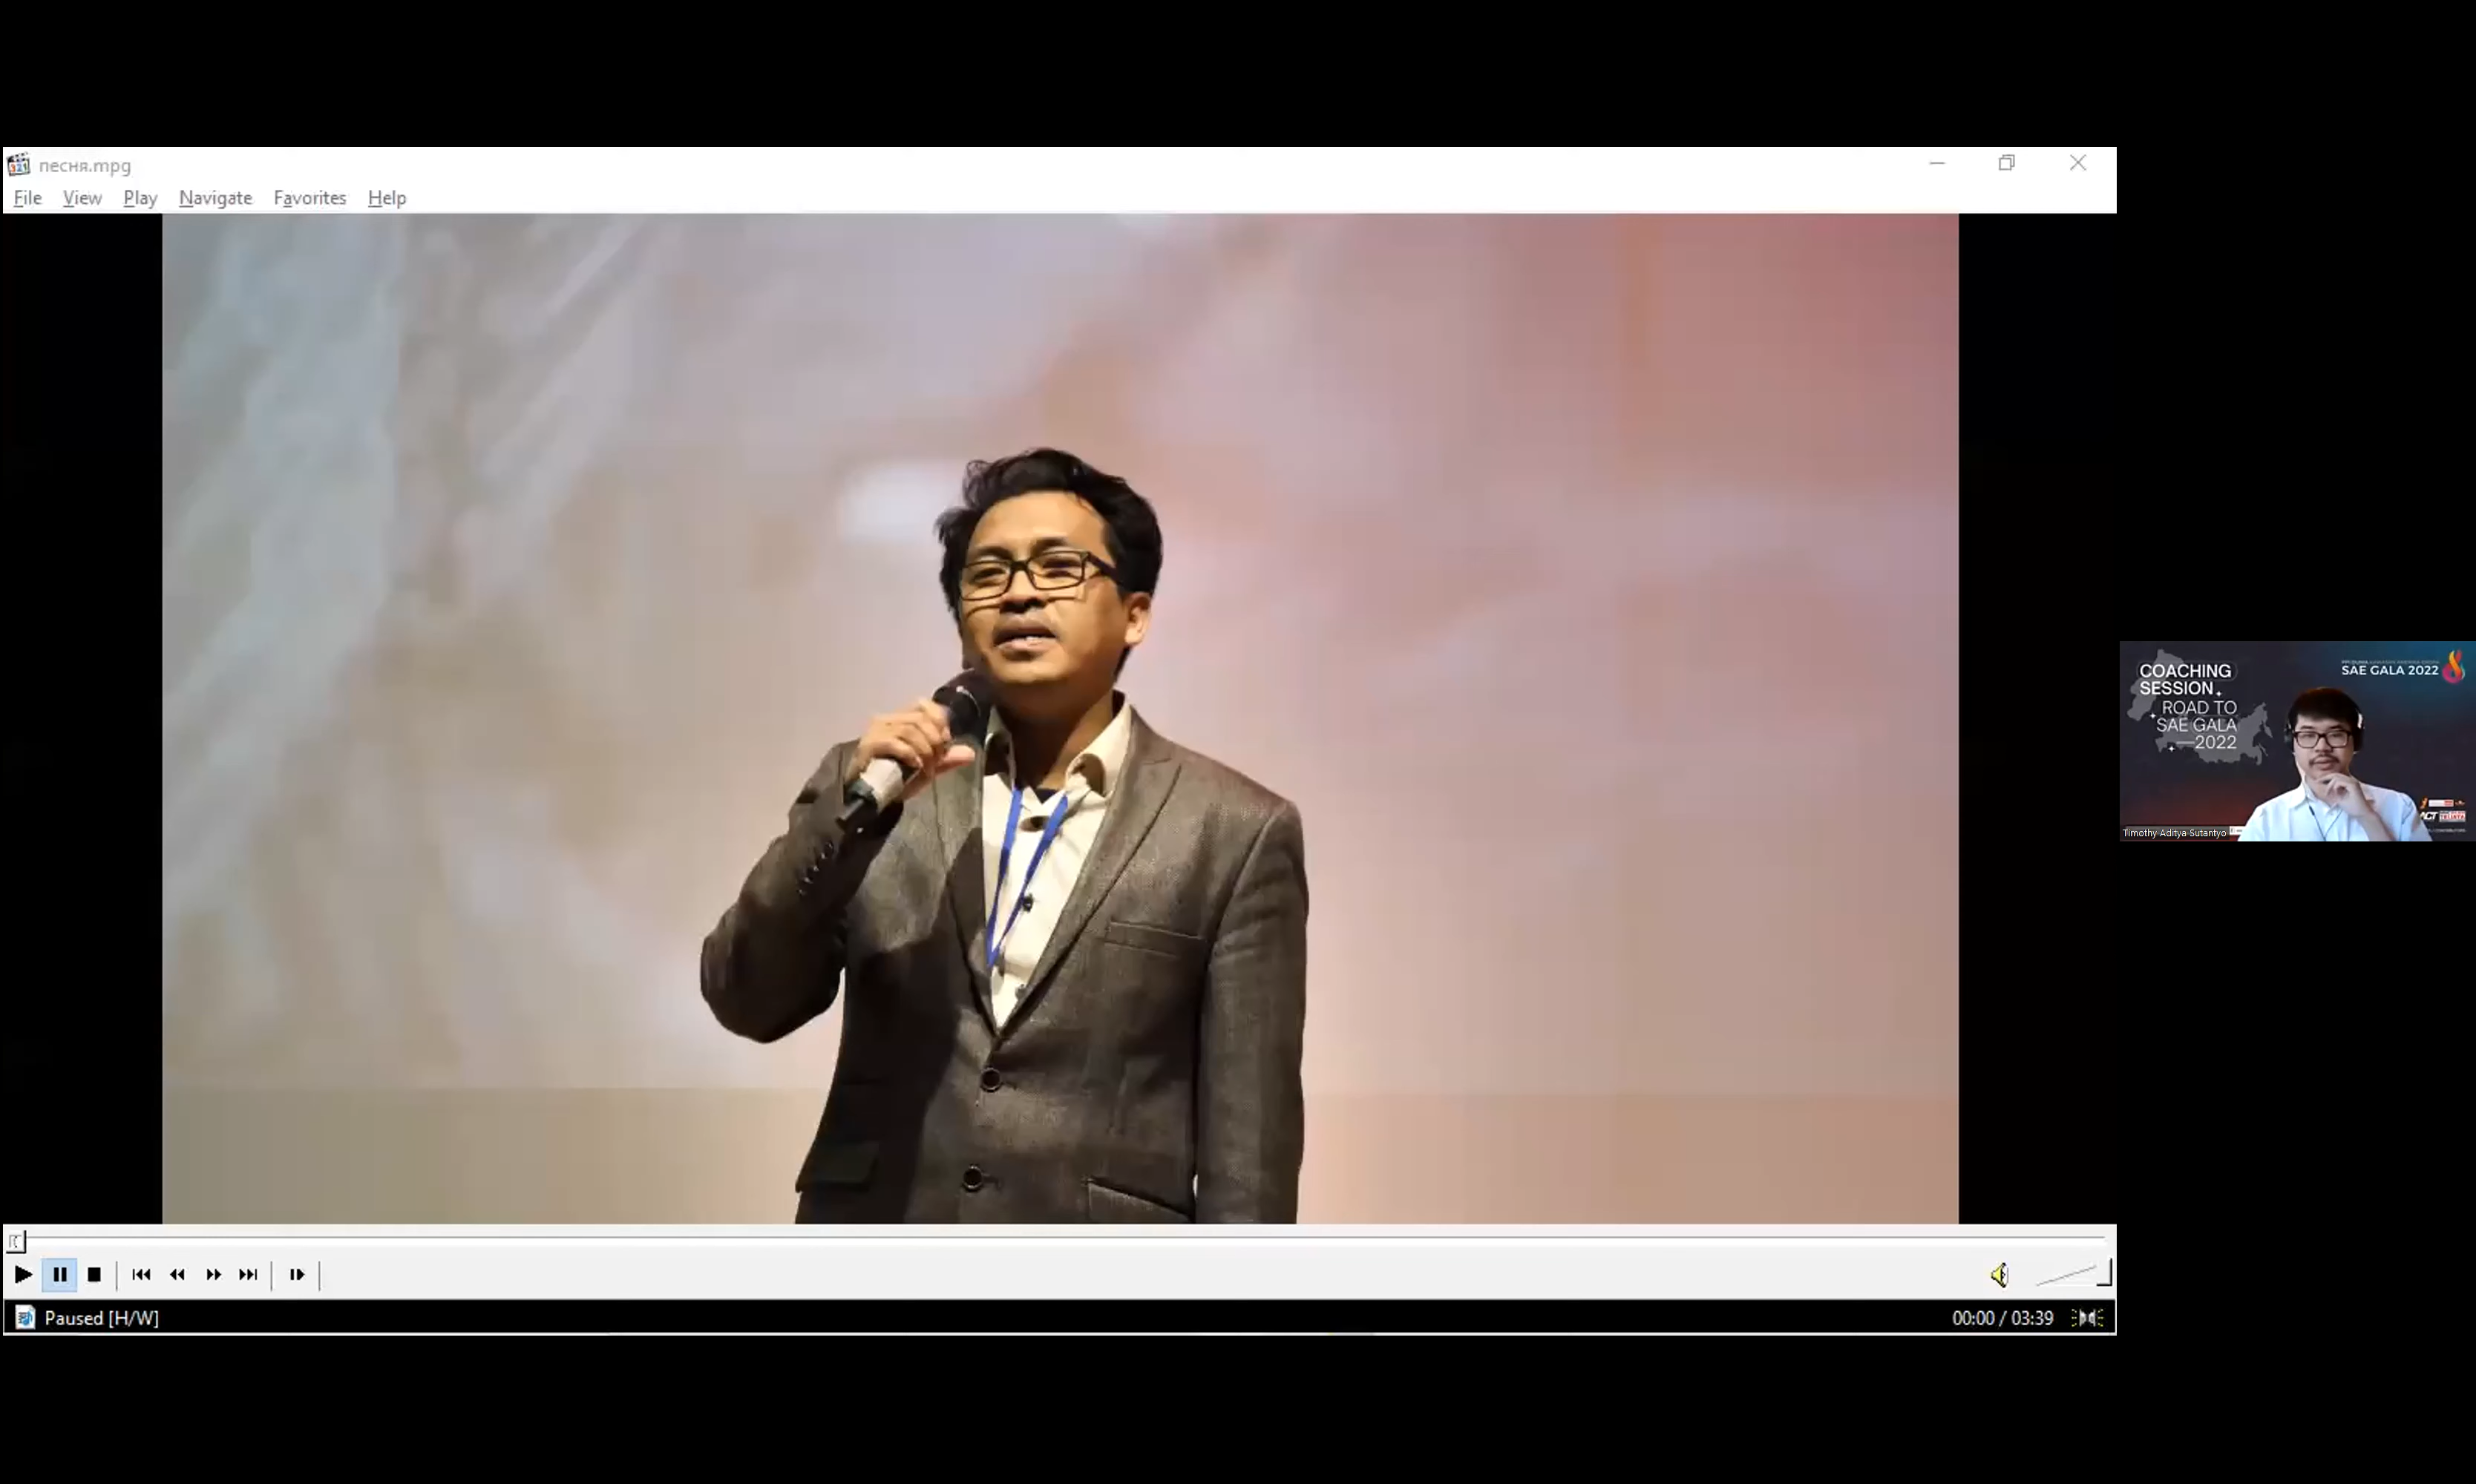 песня.mpg
File View Play Navigate Favorites Help
COACHING
SESSION
ROAD TO
SAE GALA
2022
SAE GALA 2022
ACT
Timothy Aditya Sutantyo
Paused [H/W]
00:00 / 03:39